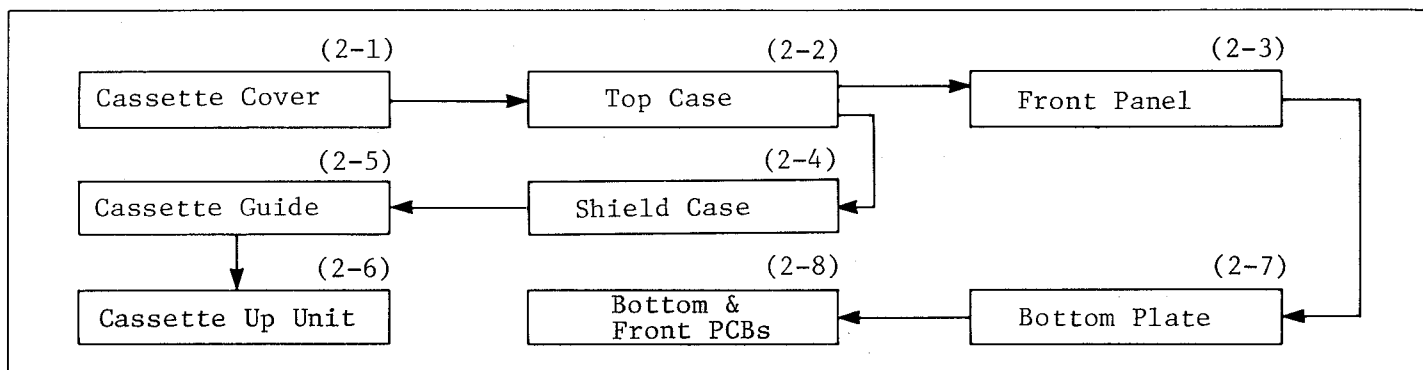 (2-1)
Cassette Cover
(2-2)
Top Case
(2-3)
Front Panel
(2-5)
Cassette Guide
(2-4)
Shield Case
(2-6)
Cassette Up Unit
(2-8)
Bottom &
Front PCBs
(2-7)
Bottom Plate